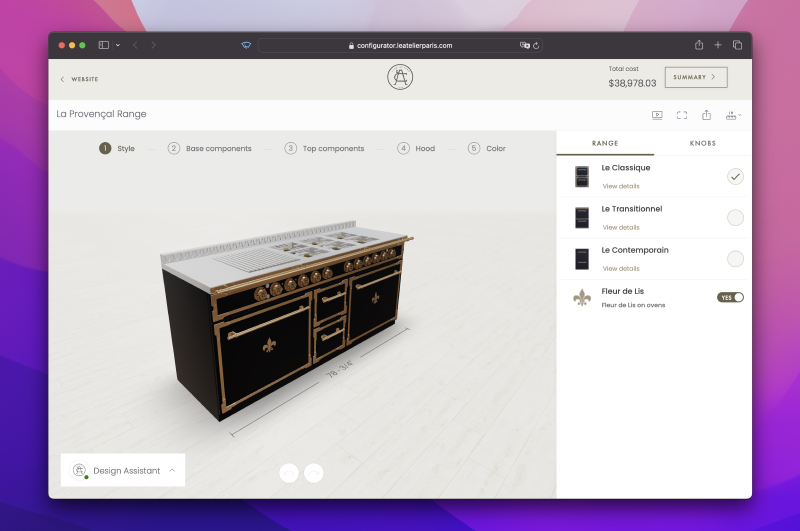 configurator.leatelierparis.com
WEBSITE
Total cost
$38,978.03
SUMMARY
La Provençal Range
1 Style
2 Base components
3 Top components
4 Hood
5 Color
RANGE
KNOBS
Le Classique
View details
Le Transitionnel
View details
Le Contemporain
View details
Fleur de Lis
Fleur de Lis on ovens
YES
78-3/4"
Design Assistant